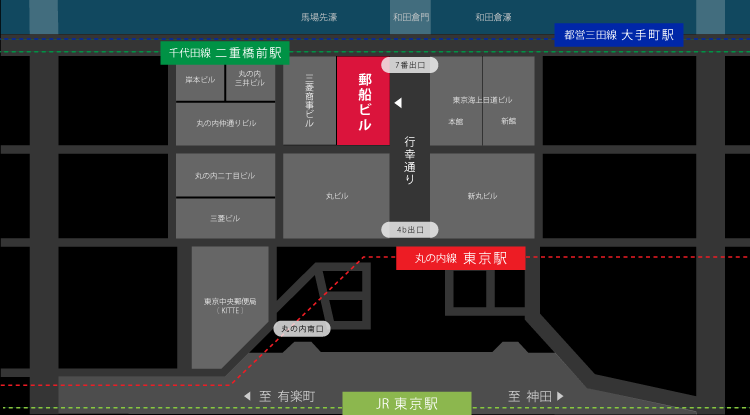 馬場先濠
和田倉門
和田倉濠
都営三田線 大手町駅
千代田線 二重橋前駅
7番出口
岸本ビル
丸の内
三井ビル
三菱商事ビル
郵船ビル
東京海上日道ビル
本館
新館
丸の内仲通りビル
行幸通り
丸の内二丁目ビル
丸ビル
新丸ビル
三菱ビル
4b出口
丸の内線 東京駅
東京中央郵便局
（KITTE）
丸の内南口
至 有楽町
至 神田
JR 東京駅